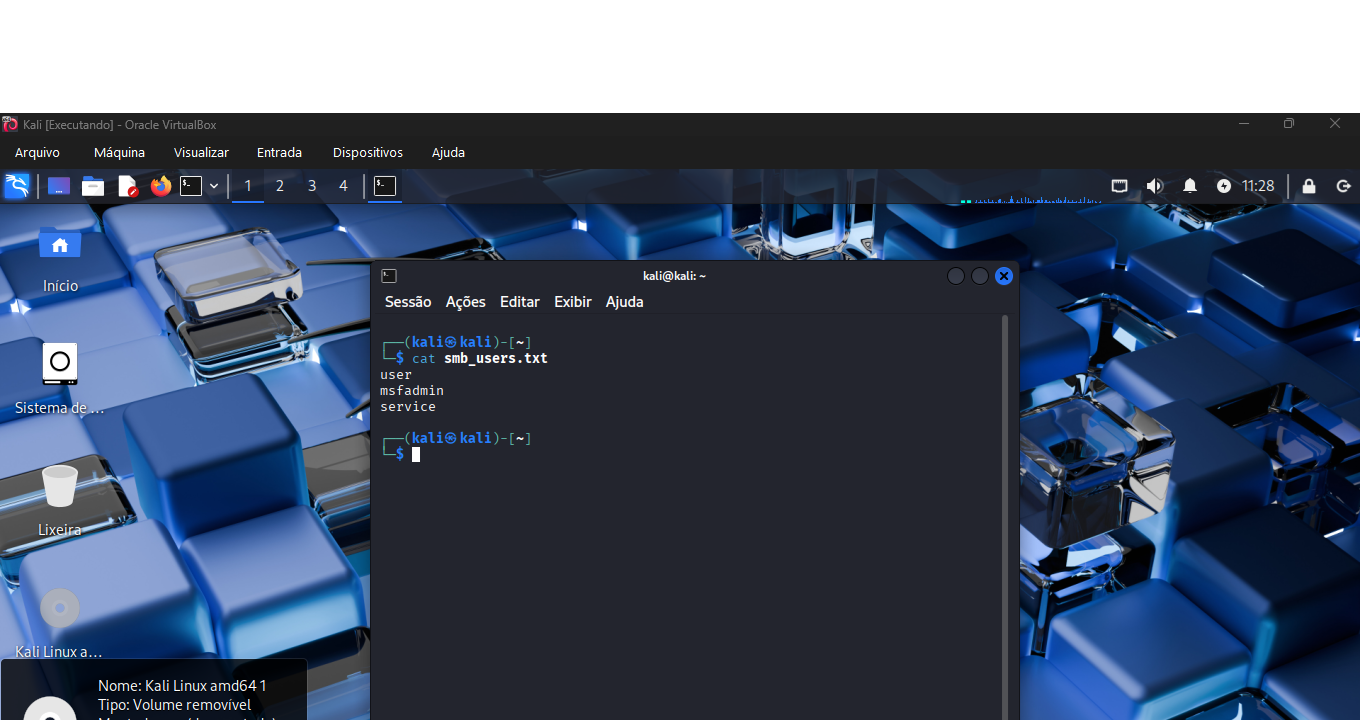 Kali [Executando] - Oracle VirtualBox
Arquivo Máquina Visualizar Entrada Dispositivos Ajuda
1 2 3 4 11:28
Início
Sistema de ...
Lixeira
Kali Linux a...
Nome: Kali Linux amd64 1
Tipo: Volume removível
kali@kali: ~
Sessão Ações Editar Exibir Ajuda
┌──(kali㉿kali)-[~]
└─$ cat smb_users.txt
user
msfadmin
service
┌──(kali㉿kali)-[~]
└─$